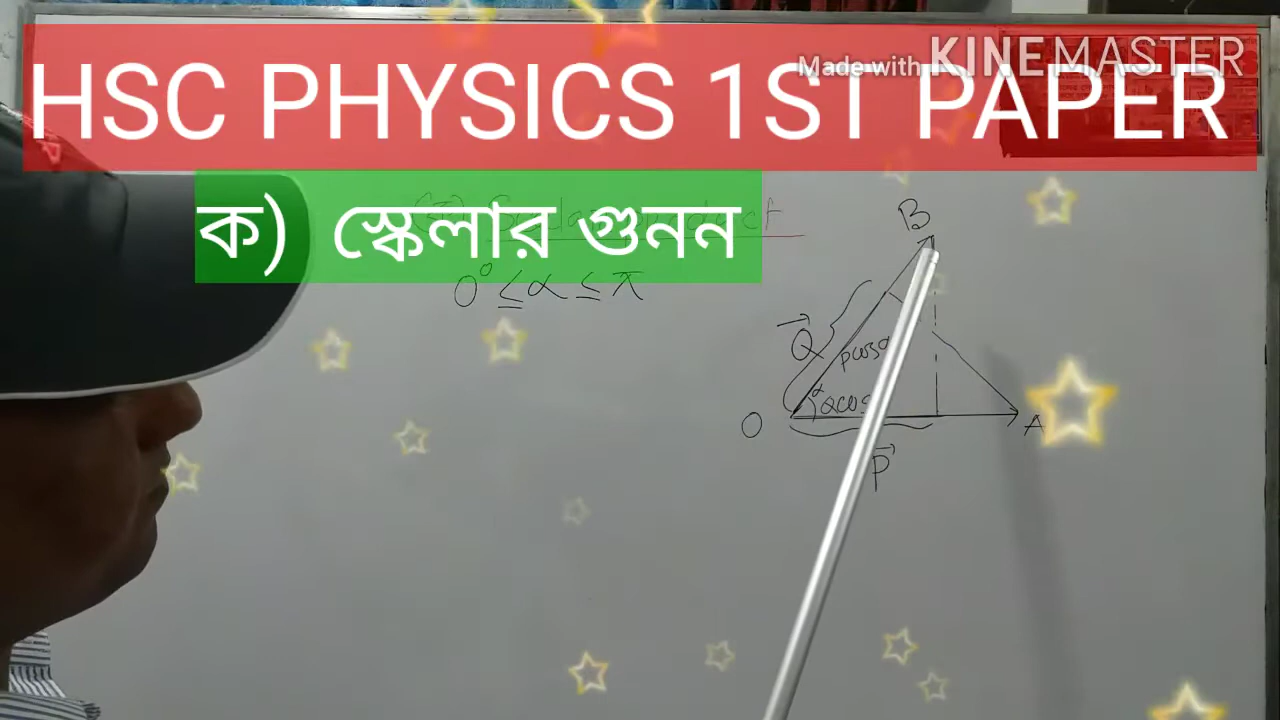 Made with KINEMASTER
HSC PHYSICS 1ST PAPER
ক) স্কেলার গুনন
0° ≤ α ≤ π
B
Q
O
A
P